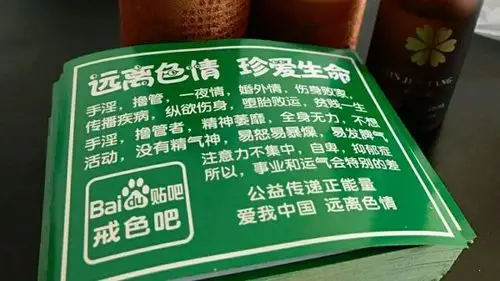 远离色情 珍爱生命
手淫，撸管，一夜情，婚外情，伤身败家，
传播疾病，纵欲伤身，堕胎败运，贫贱一生
手淫，撸管者，精神萎靡，全身无力，不想
活动，没有精气神，易怒易暴燥，易发脾气
注意力不集中，自卑，抑郁症
所以，事业和运气会特别的差
Bai du 贴吧
戒色吧
公益传递正能量
爱我中国 远离色情